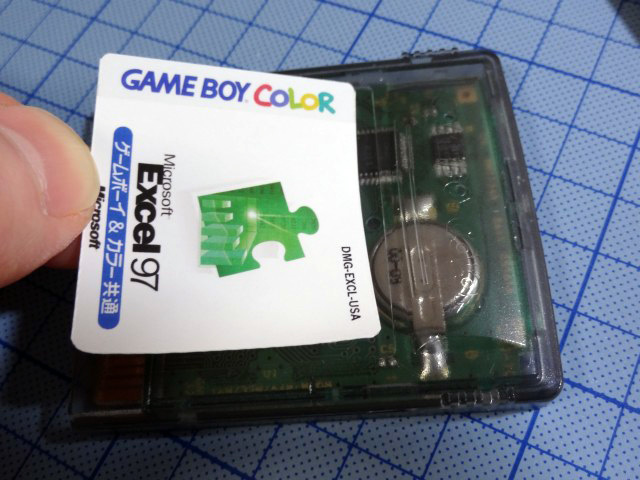 GAME BOY COLOR
Microsoft
Excel 97
ゲームボーイ & カラー共通
Microsoft
DMG-EXCL-USA